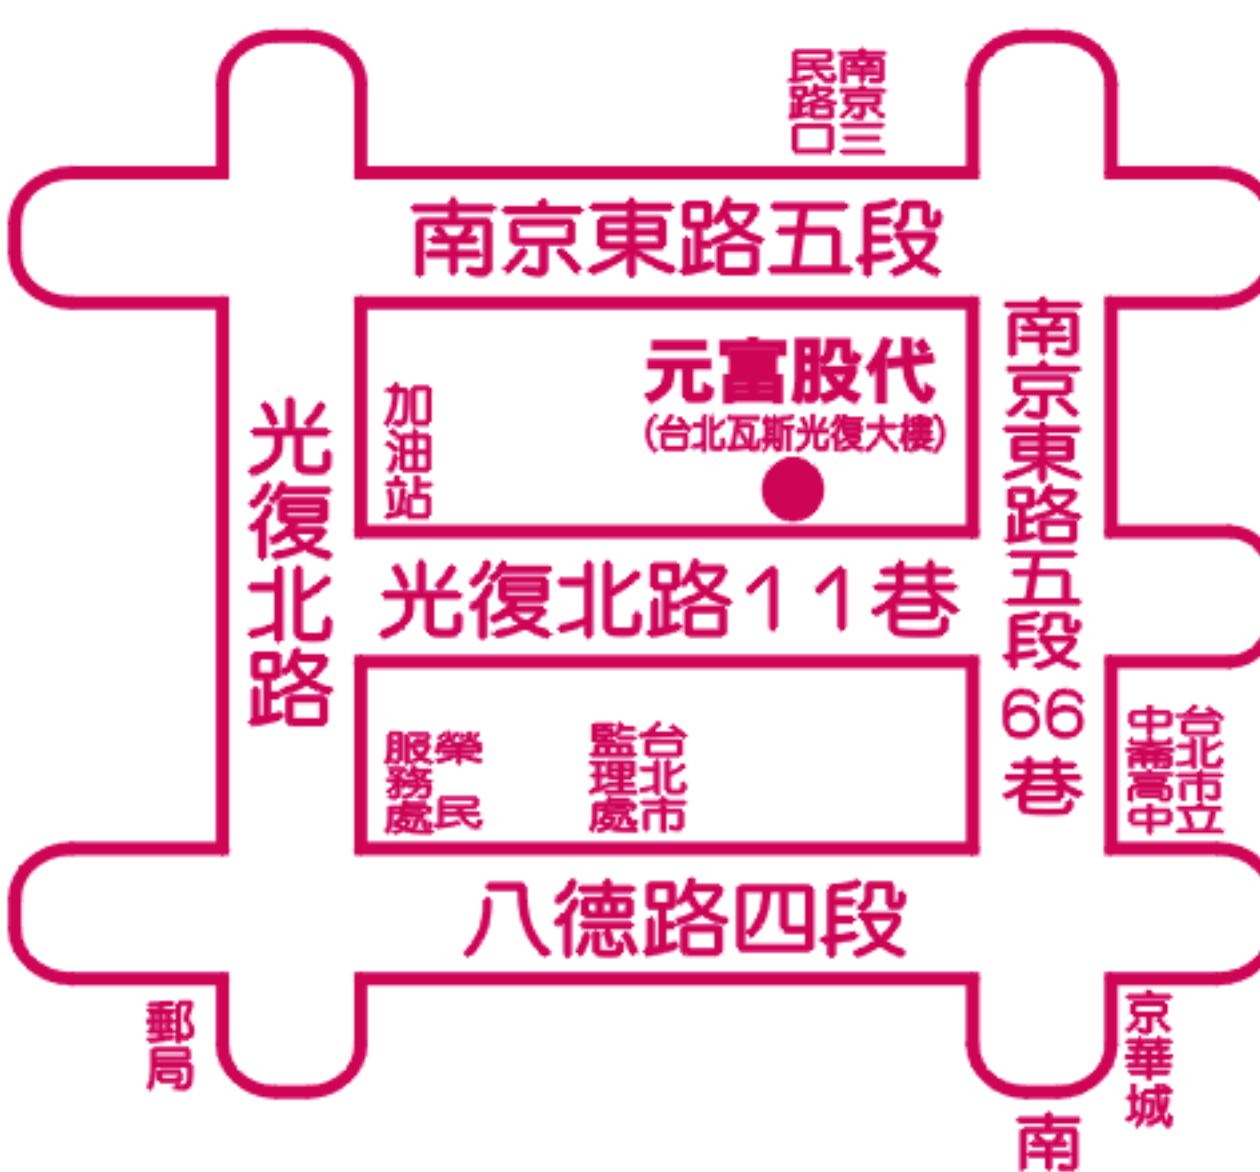 南京三
民路口
南京東路五段
元富股代
(台北瓦斯光復大樓)
加油站
光復北路
南京東路五段66巷
光復北路11巷
榮民
服務處
台北市
監理處
台北市立
中崙高中
八德路四段
郵局
京華城
南